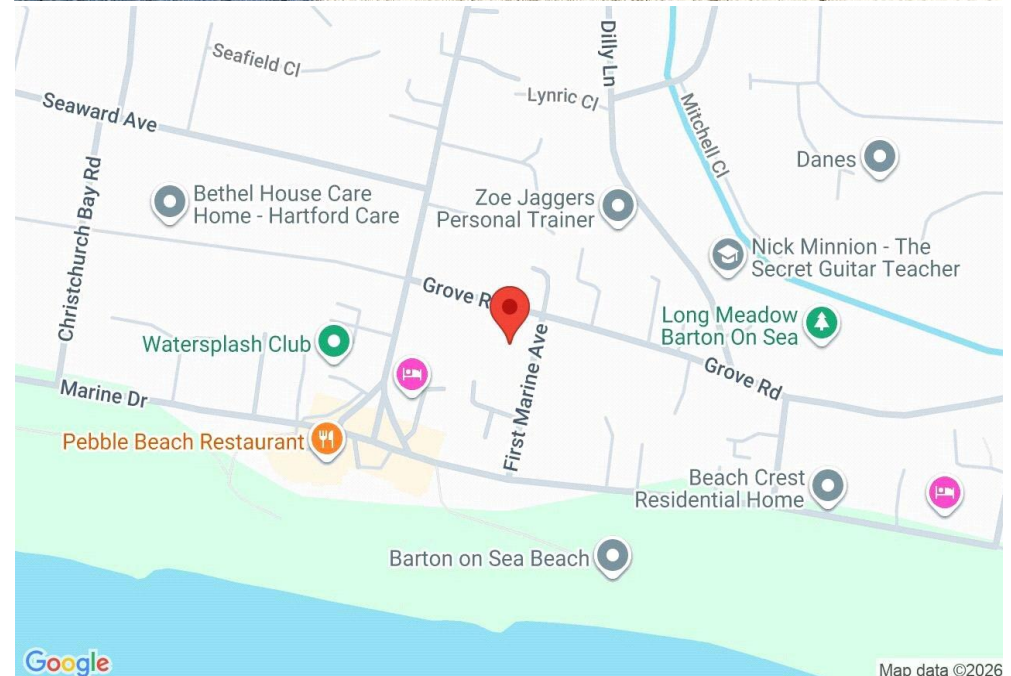 Dilly Ln
Seafield Cl
Lynric Cl
Seaward Ave
Mitchell Cl
Danes
Bethel House Care
Home - Hartford Care
Zoe Jaggers
Personal Trainer
Christchurch Bay Rd
Nick Minnion - The
Secret Guitar Teacher
Grove R
Long Meadow
Barton On Sea
Watersplash Club
First Marine Ave
Grove Rd
Marine Dr
Pebble Beach Restaurant
Beach Crest
Residential Home
Barton on Sea Beach
Google
Map data ©2026